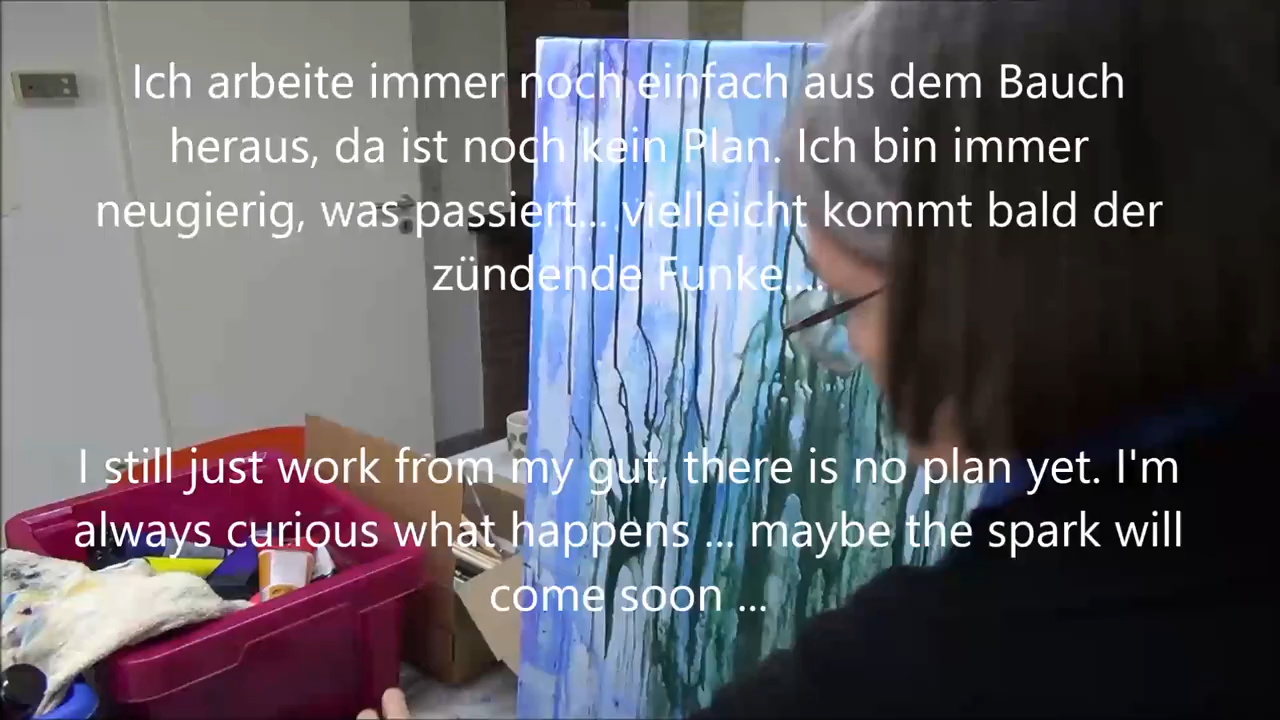 Ich arbeite immer noch einfach aus dem Bauch
heraus, da ist noch kein Plan. Ich bin immer
neugierig, was passiert... vielleicht kommt bald der
zündende Funke....
I still just work from my gut, there is no plan yet. I'm
always curious what happens ... maybe the spark will
come soon ...